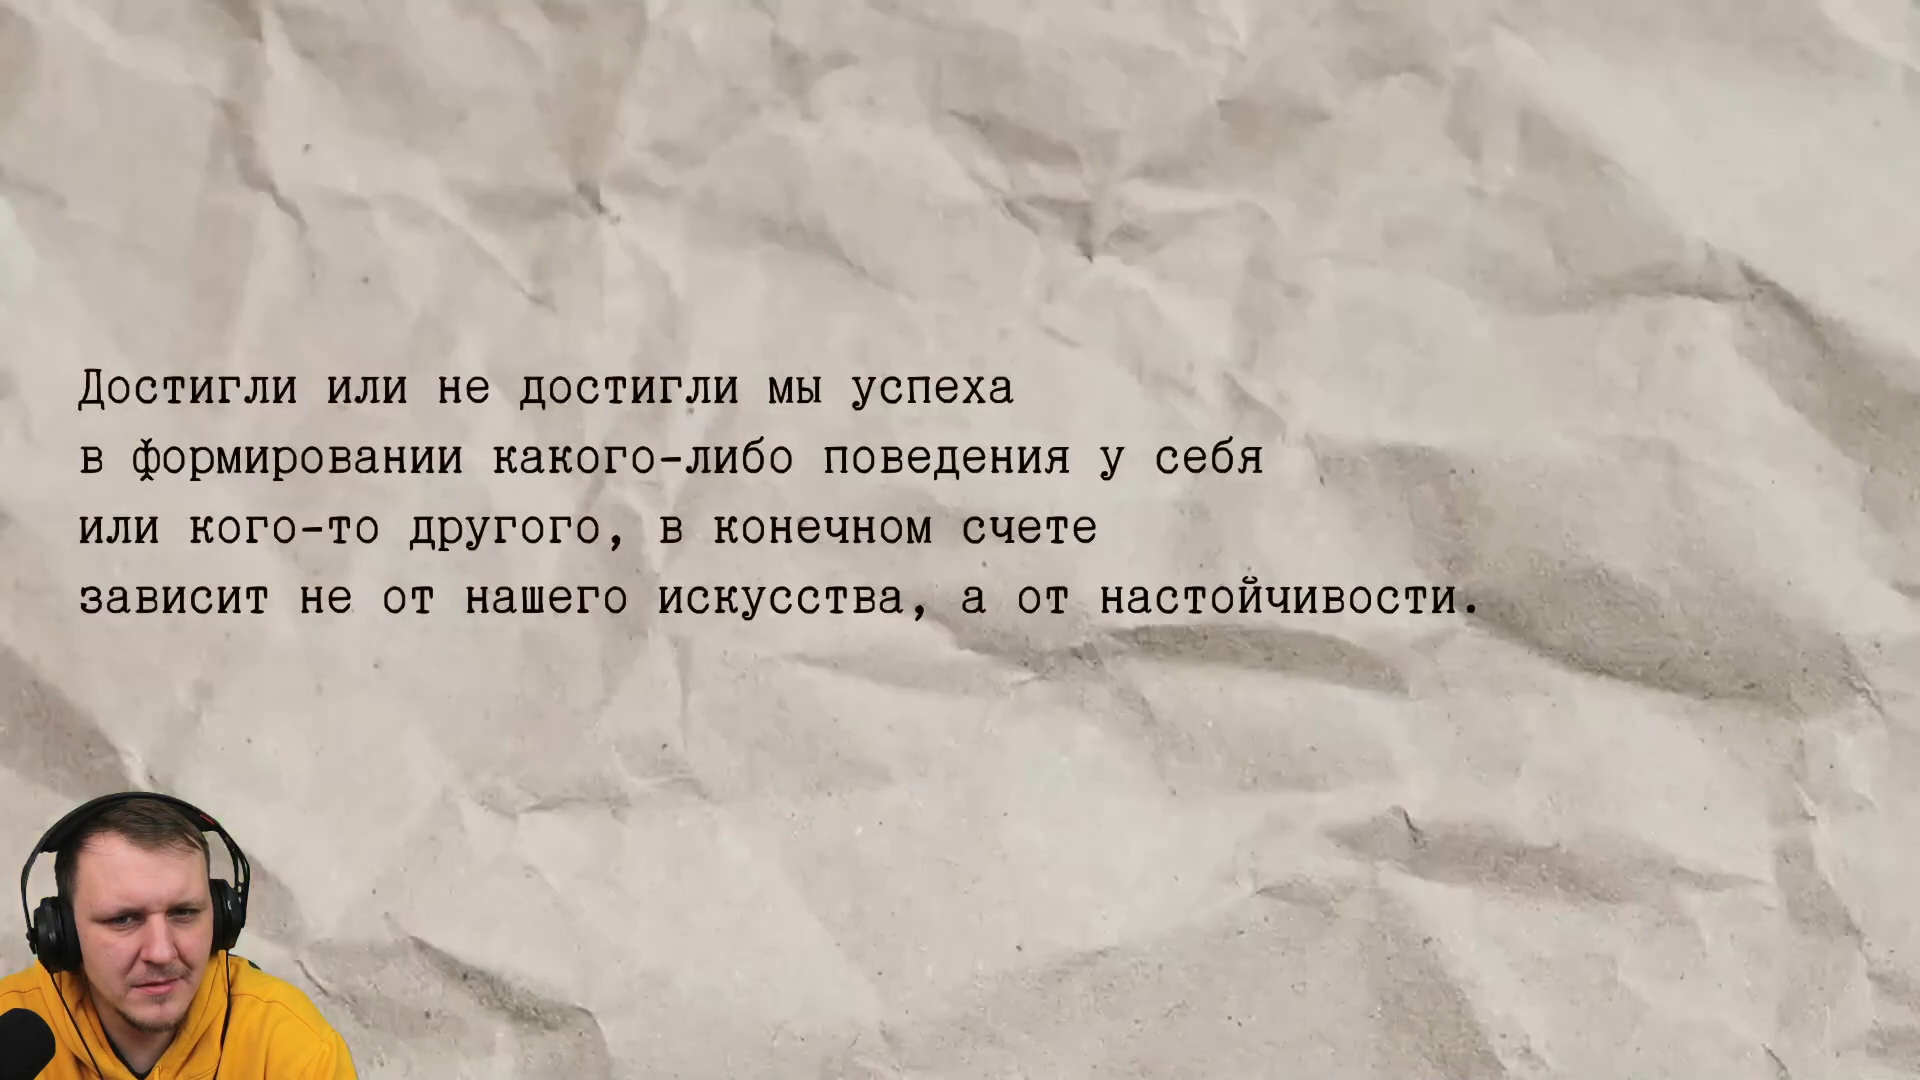 Достигли или не достигли мы успеха
в формировании какого-либо поведения у себя
или кого-то другого, в конечном счете
зависит не от нашего искусства, а от настойчивости.